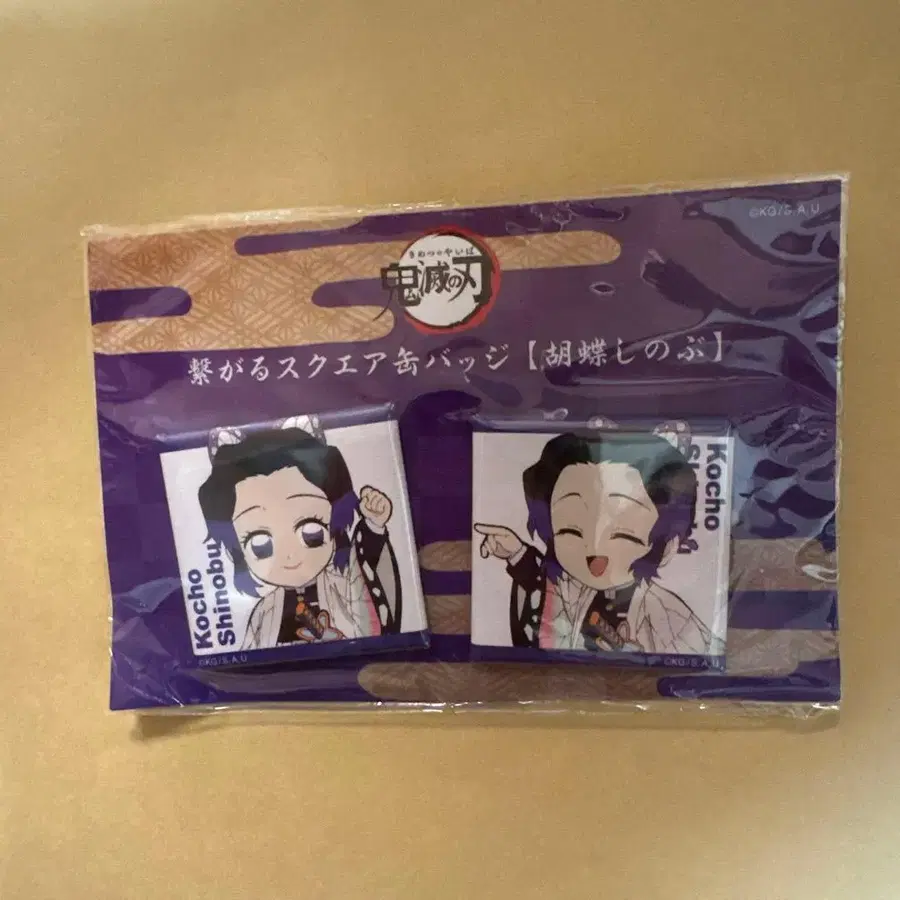 ©KG/S.A.U
きめつのやいば
鬼滅の刃
繋がるスクエア缶バッジ【胡蝶しのぶ】
Kocho
Shinobu
©KG/S.A.U
Kocho
©KG/S.A.U